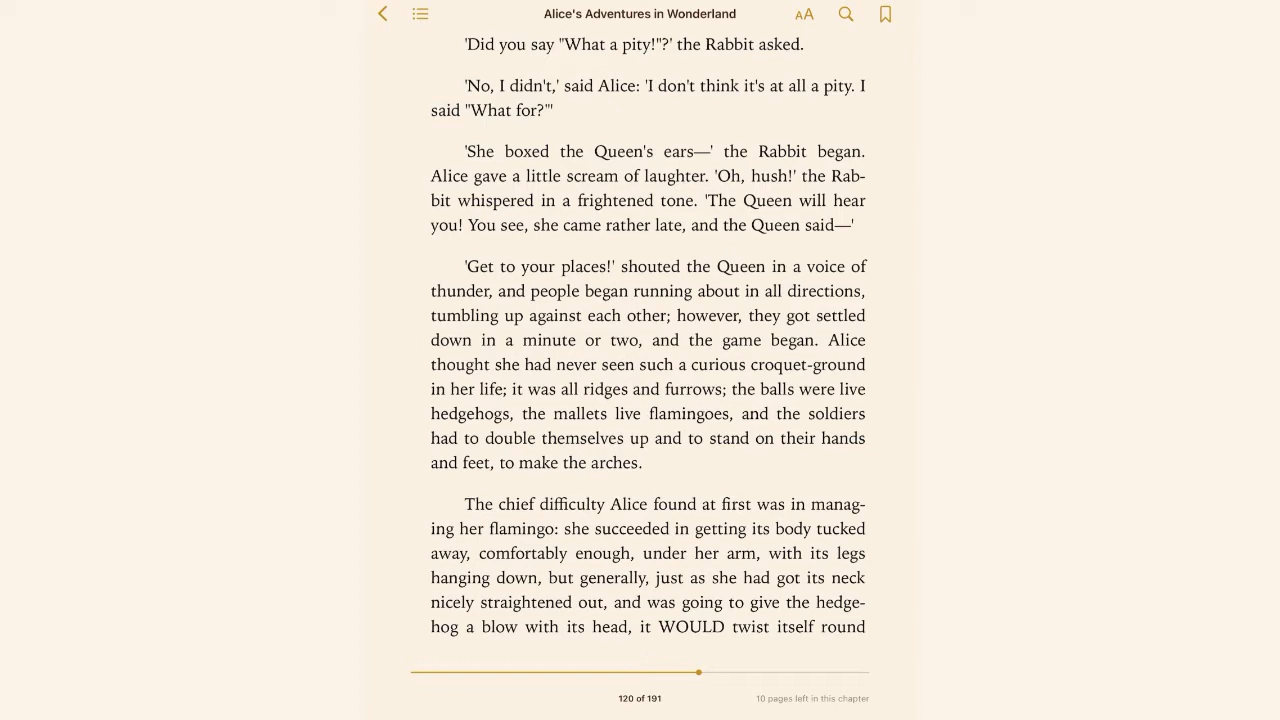 Alice's Adventures in Wonderland
AA
'Did you say "What a pity!"?' the Rabbit asked.
'No, I didn't,' said Alice: 'I don't think it's at all a pity. I
said "What for?"'
'She boxed the Queen's ears—' the Rabbit began.
Alice gave a little scream of laughter. 'Oh, hush!' the Rab-
bit whispered in a frightened tone. 'The Queen will hear
you! You see, she came rather late, and the Queen said—'
'Get to your places!' shouted the Queen in a voice of
thunder, and people began running about in all directions,
tumbling up against each other; however, they got settled
down in a minute or two, and the game began. Alice
thought she had never seen such a curious croquet-ground
in her life; it was all ridges and furrows; the balls were live
hedgehogs, the mallets live flamingoes, and the soldiers
had to double themselves up and to stand on their hands
and feet, to make the arches.
The chief difficulty Alice found at first was in manag-
ing her flamingo: she succeeded in getting its body tucked
away, comfortably enough, under her arm, with its legs
hanging down, but generally, just as she had got its neck
nicely straightened out, and was going to give the hedge-
hog a blow with its head, it WOULD twist itself round
120 of 191
10 pages left in this chapter